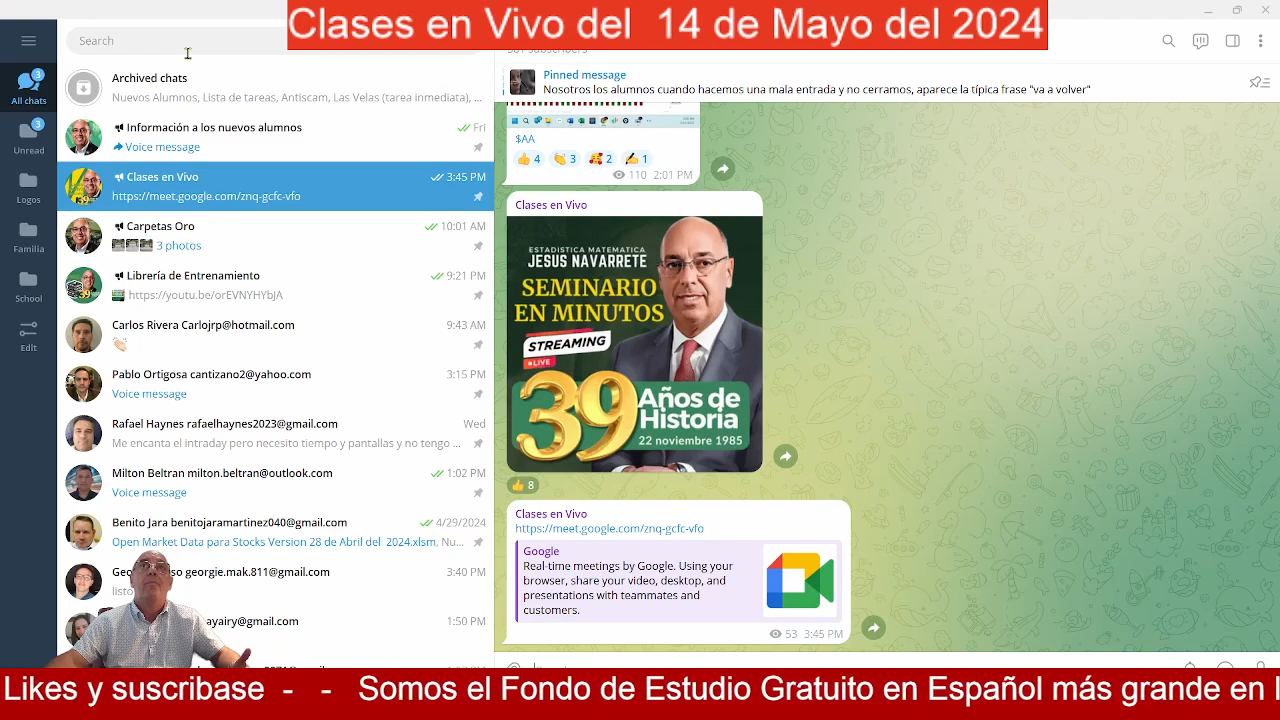 Clases en Vivo del 14 de Mayo del 2024
Search
Archived chats
Nuevos Alumnos, Lista de tareas, Antiscam, Las Velas (tarea inmediata), ...
Información a los nuevos alumnos
Fri
Voice message
Clases en Vivo
3:45 PM
https://meet.google.com/znq-gcfc-vfo
Carpetas Oro
10:01 AM
3 photos
Librería de Entrenamiento
9:21 PM
https://youtu.be/orEVNYHYbJA
Carlos Rivera Carlojrp@hotmail.com
9:43 AM
Pablo Ortigosa cantizano2@yahoo.com
3:15 PM
Voice message
Rafael Haynes rafaelhaynes2023@gmail.com
Wed
Me encanta el intraday pero necesito tiempo y pantallas y no tengo ...
Milton Beltran milton.beltran@outlook.com
1:02 PM
Voice message
Benito Jara benitojaramartinez040@gmail.com
4/29/2024
Open Market Data para Stocks Version 28 de Abril del 2024.xlsm, Nu...
georgie.mak.811@gmail.com
3:40 PM
listo
ayairy@gmail.com
1:50 PM
3
All chats
3
Unread
Logos
Familia
School
Edit
Pinned message
Nosotros los alumnos cuando hacemos una mala entrada y no cerramos, aparece la típica frase "va a volver"
$AA
4
3
2
1
110 2:01 PM
Clases en Vivo
ESTADISTICA MATEMATICA
JESUS NAVARRETE
SEMINARIO
EN MINUTOS
STREAMING
LIVE
39
Años de
Historia
22 noviembre 1985
8
Clases en Vivo
https://meet.google.com/znq-gcfc-vfo
Google
Real-time meetings by Google. Using your
browser, share your video, desktop, and
presentations with teammates and
customers.
53 3:45 PM
Likes y suscribase - - Somos el Fondo de Estudio Gratuito en Español más grande en